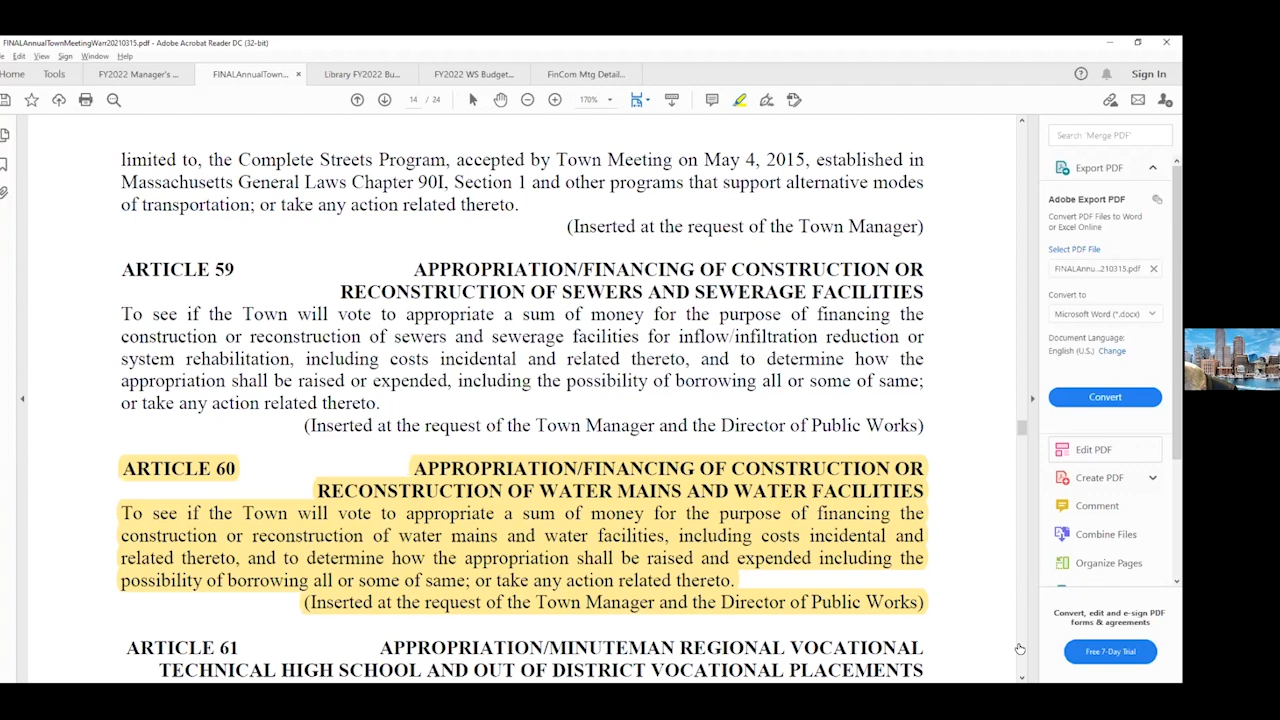 FINALAnnualTownMeetingWarr20210315.pdf - Adobe Acrobat Reader DC (32-bit)
Edit View Sign Window Help
Home Tools FY2022 Manager's ... FINALAnnualTown... × Library FY2022 Bu... FY2022 WS Budget... FinCom Mtg Detail... Sign In
14 / 24 170%
limited to, the Complete Streets Program, accepted by Town Meeting on May 4, 2015, established in
Massachusetts General Laws Chapter 90I, Section 1 and other programs that support alternative modes
of transportation; or take any action related thereto.
(Inserted at the request of the Town Manager)
ARTICLE 59 APPROPRIATION/FINANCING OF CONSTRUCTION OR
RECONSTRUCTION OF SEWERS AND SEWERAGE FACILITIES
To see if the Town will vote to appropriate a sum of money for the purpose of financing the
construction or reconstruction of sewers and sewerage facilities for inflow/infiltration reduction or
system rehabilitation, including costs incidental and related thereto, and to determine how the
appropriation shall be raised or expended, including the possibility of borrowing all or some of same;
or take any action related thereto.
(Inserted at the request of the Town Manager and the Director of Public Works)
ARTICLE 60 APPROPRIATION/FINANCING OF CONSTRUCTION OR
RECONSTRUCTION OF WATER MAINS AND WATER FACILITIES
To see if the Town will vote to appropriate a sum of money for the purpose of financing the
construction or reconstruction of water mains and water facilities, including costs incidental and
related thereto, and to determine how the appropriation shall be raised and expended including the
possibility of borrowing all or some of same; or take any action related thereto.
(Inserted at the request of the Town Manager and the Director of Public Works)
ARTICLE 61 APPROPRIATION/MINUTEMAN REGIONAL VOCATIONAL
TECHNICAL HIGH SCHOOL AND OUT OF DISTRICT VOCATIONAL PLACEMENTS
Search 'Merge PDF'
Export PDF
Adobe Export PDF
Convert PDF Files to Word
or Excel Online
Select PDF File
FINALAnnu...210315.pdf
Convert to
Microsoft Word (*.docx)
Document Language:
English (U.S.) Change
Convert
Edit PDF
Create PDF
Comment
Combine Files
Organize Pages
Convert, edit and e-sign PDF
forms & agreements
Free 7-Day Trial